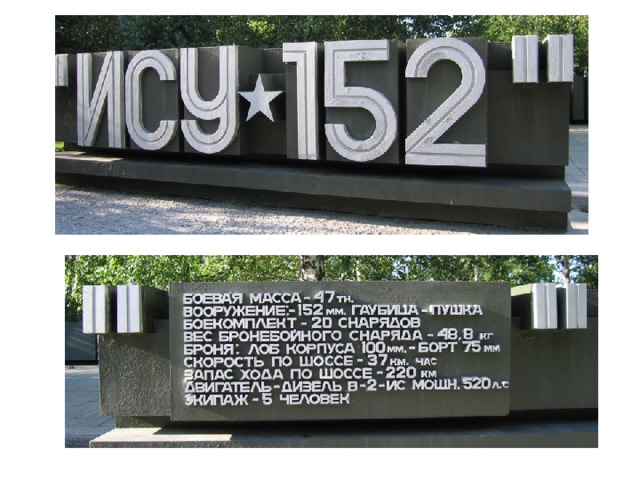 "ИСУ★152"
БОЕВАЯ МАССА - 47 ТН.
ВООРУЖЕНИЕ:-152 ММ. ГАУБИЦА - ПУШКА
БОЕКОМПЛЕКТ - 20 СНАРЯДОВ
ВЕС БРОНЕБОЙНОГО СНАРЯДА - 48,8 КГ
БРОНЯ: ЛОБ КОРПУСА 100 ММ.- БОРТ 75 ММ
СКОРОСТЬ ПО ШОССЕ - 37 КМ. ЧАС
ЗАПАС ХОДА ПО ШОССЕ - 220 КМ
ДВИГАТЕЛЬ - ДИЗЕЛЬ В-2-ИС МОЩН. 520 Л.С
ЭКИПАЖ - 5 ЧЕЛОВЕК